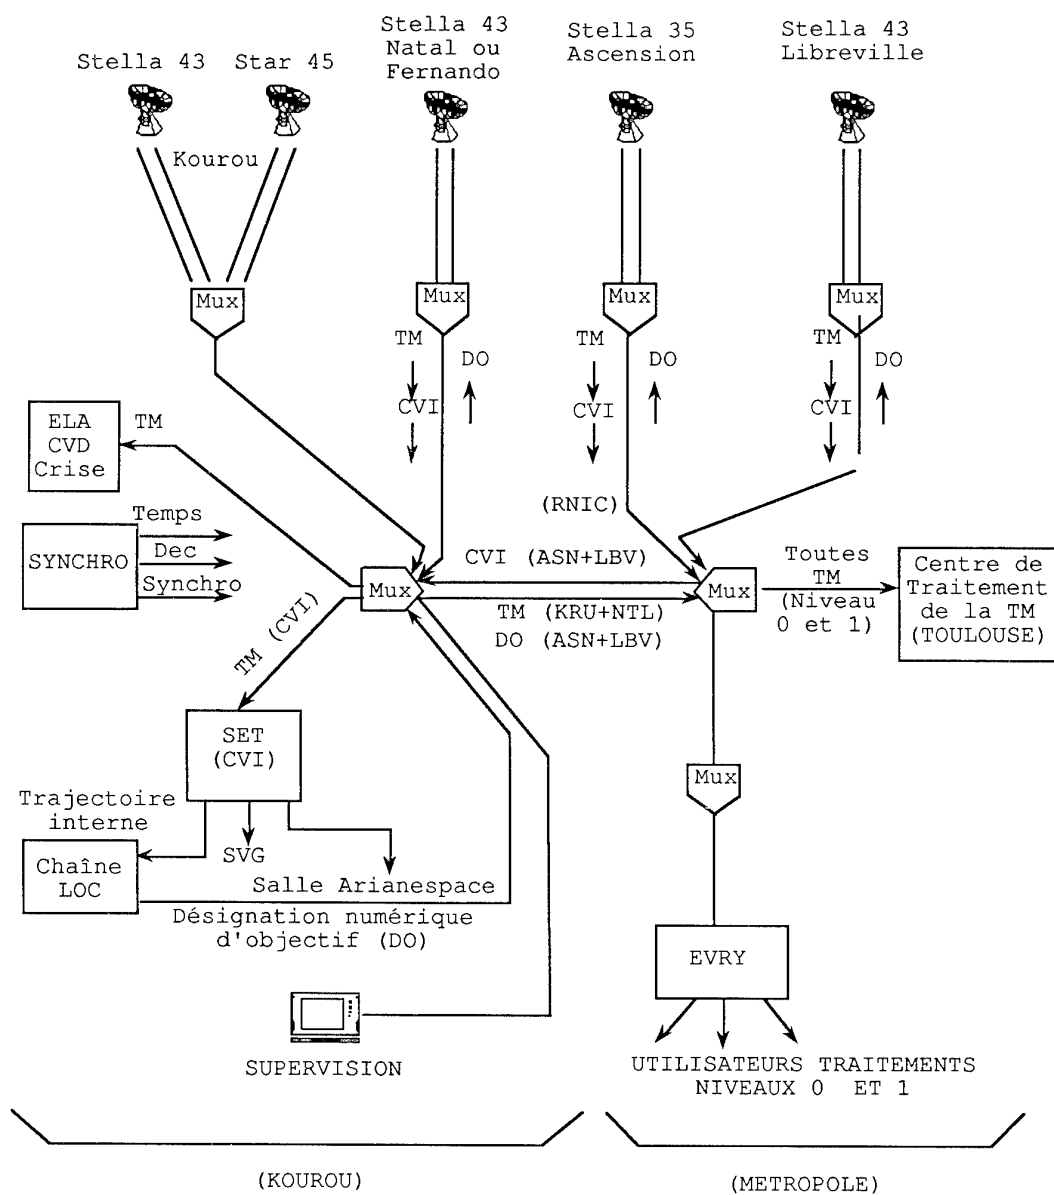 Stella 43
Star 45
Stella 43
Natal ou
Fernando
Stella 35
Ascension
Stella 43
Libreville
Kourou
Mux
Mux
Mux
Mux
TM
DO
CVI
TM
DO
CVI
TM
DO
CVI
ELA
CVD
Crise
TM
(RNIC)
SYNCHRO
Temps
Dec
Synchro
CVI (ASN+LBV)
Mux
TM (KRU+NTL)
DO (ASN+LBV)
Mux
Toutes
TM
(Niveau
0 et 1)
Centre de
Traitement
de la TM
(TOULOUSE)
TM (CVI)
SET
(CVI)
Mux
Trajectoire
interne
Chaîne
LOC
SVG
Salle Arianespace
Désignation numérique
d'objectif (DO)
EVRY
SUPERVISION
UTILISATEURS TRAITEMENTS
NIVEAUX 0 ET 1
(KOUROU)
(METROPOLE)